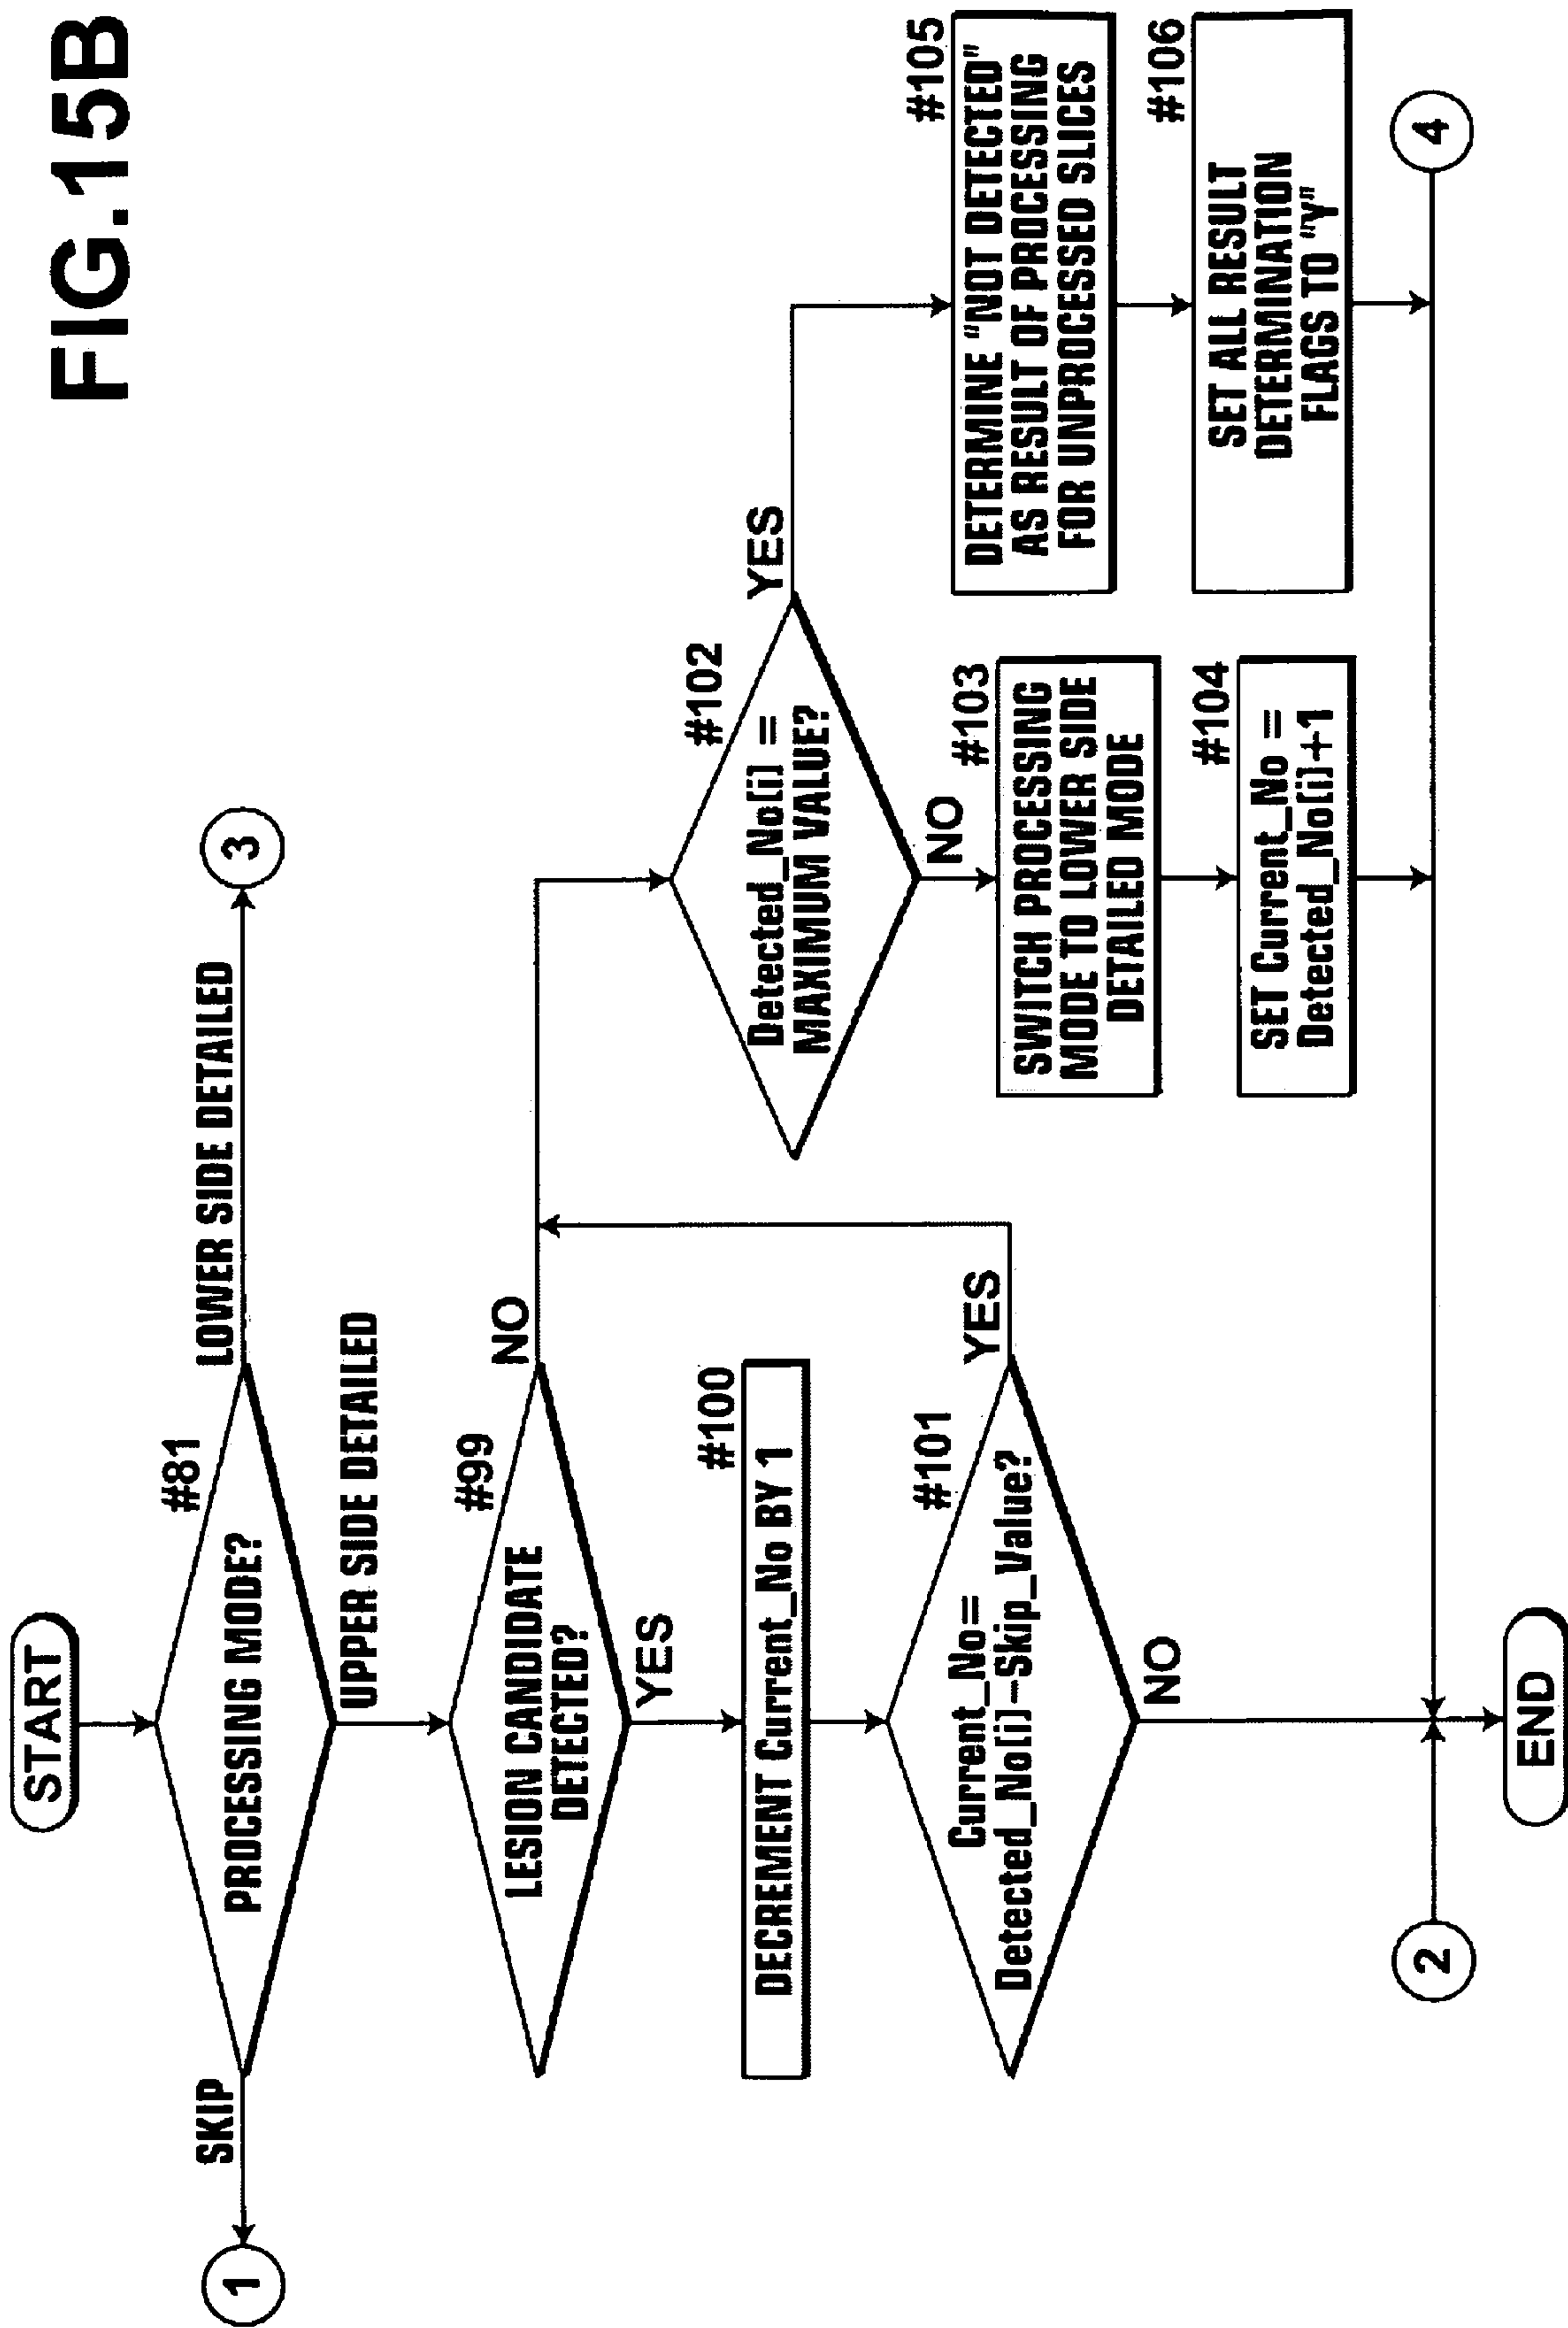 FIG.15B
START
#81
PROCESSING MODE?
SKIP
1
LOWER SIDE DETAILED
3
UPPER SIDE DETAILED
#99
LESION CANDIDATE
DETECTED?
NO
YES
#100
DECREMENT Current_No BY 1
#101
Current_No=
Detected_No[i]-Skip_Value?
YES
NO
#102
Detected_No[i] =
MAXIMUM VALUE?
YES
NO
#103
SWITCH PROCESSING
MODE TO LOWER SIDE
DETAILED MODE
#104
SET Current_No =
Detected_No[i]+1
#105
DETERMINE "NOT DETECTED"
AS RESULT OF PROCESSING
FOR UNPROCESSED SLICES
#106
SET ALL RESULT
DETERMINATION
FLAGS TO "Y"
2
4
END